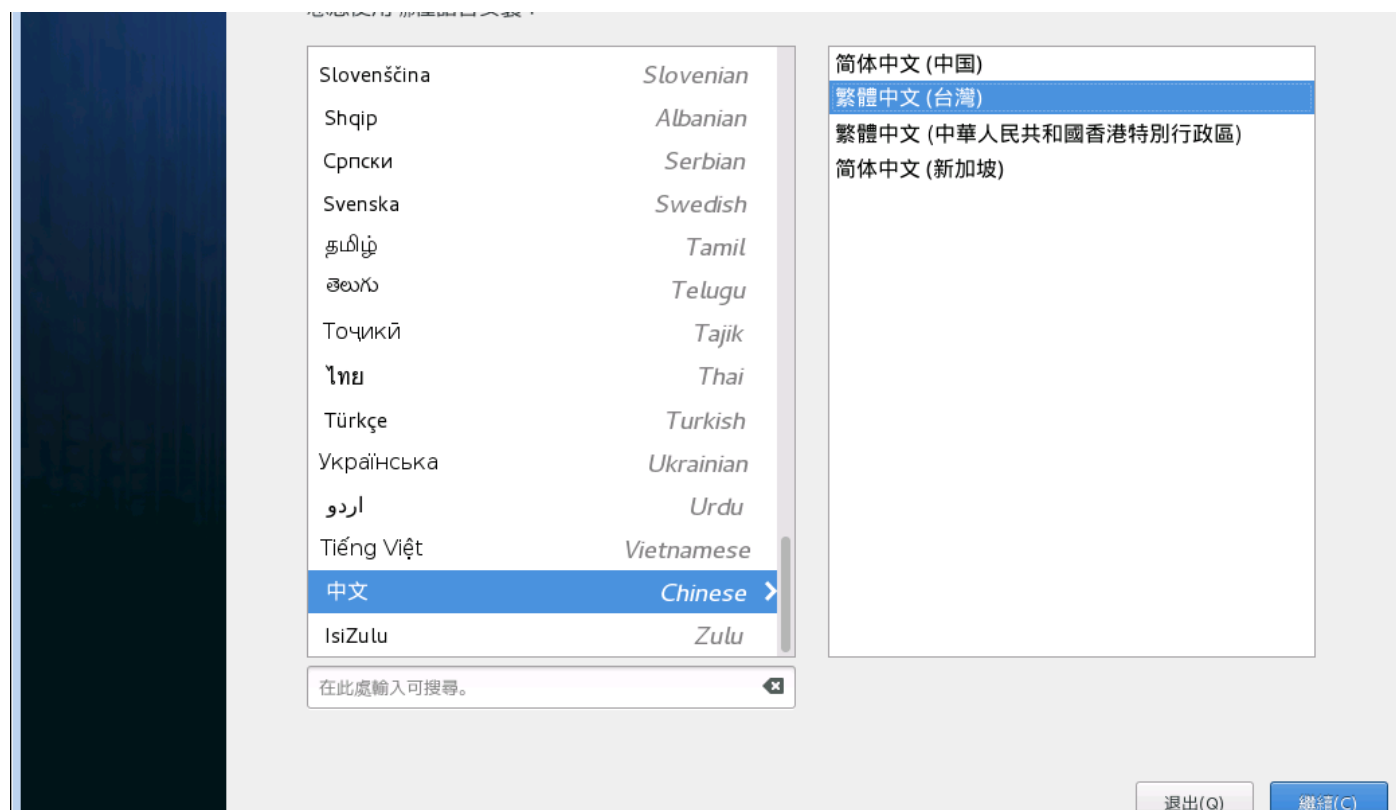 Slovenščina Slovenian
Shqip Albanian
Српски Serbian
Svenska Swedish
தமிழ் Tamil
తెలుగు Telugu
Тоҷикӣ Tajik
ไทย Thai
Türkçe Turkish
Українська Ukrainian
اردو Urdu
Tiếng Việt Vietnamese
中文 Chinese
IsiZulu Zulu
在此處輸入可搜尋。
简体中文 (中国)
繁體中文 (台灣)
繁體中文 (中華人民共和國香港特別行政區)
简体中文 (新加坡)
退出(Q)
繼續(C)